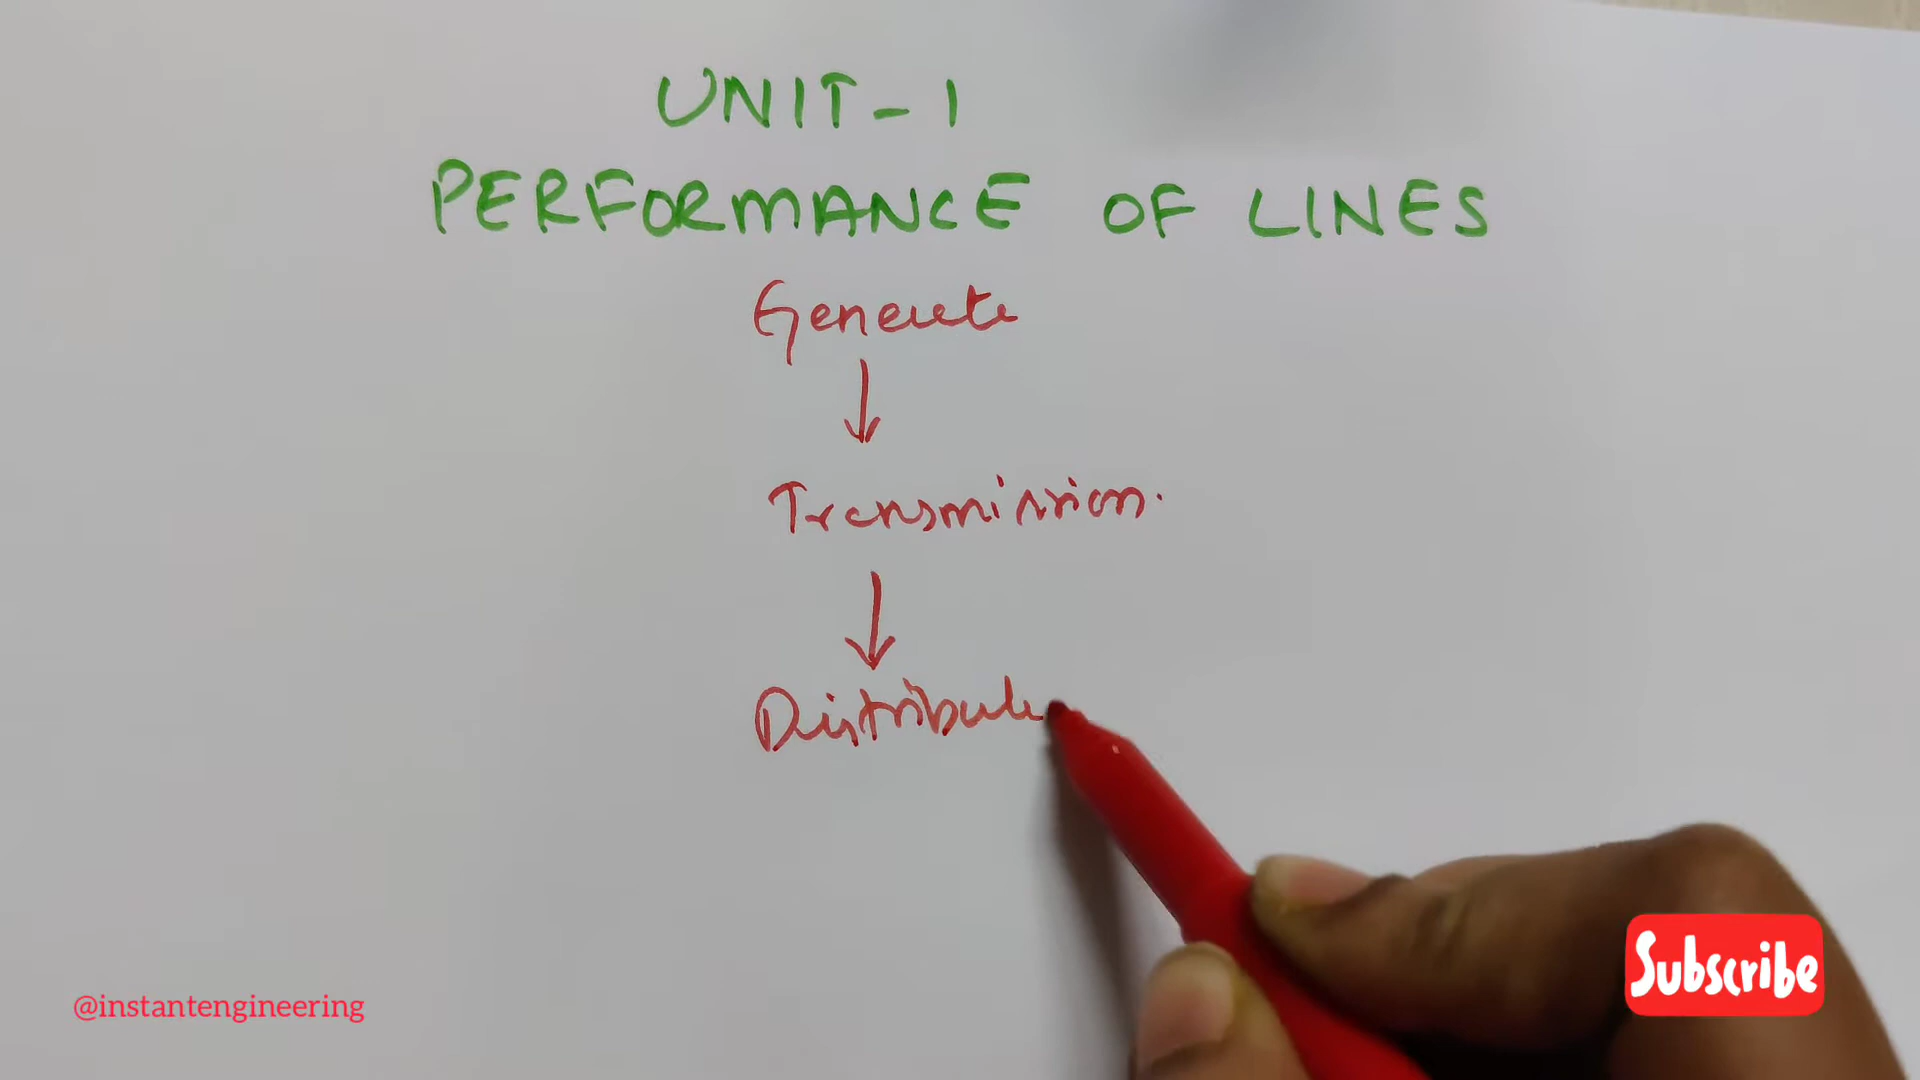 UNIT-1
PERFORMANCE OF LINES
Generate
Transmission.
Distribute
Subscribe
@instantengineering